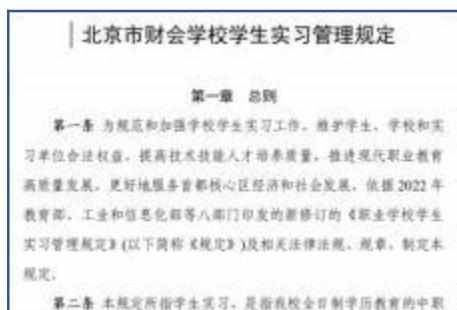 北京市财会学校学生实习管理规定
第一章 总则
第一条 为规范和加强学校学生实习工作，维护学生、学校和实
习单位合法权益，提高技术技能人才培养质量，推进现代职业教育
高质量发展，更好地服务首都核心区经济和社会发展，依据 2022 年
教育部、工业和信息化部等八部门印发的新修订的《职业学校学生
实习管理规定》(以下简称《规定》)及相关法律法规、规章，制定本
规定。
第二条 本规定所指学生实习，是指我校全日制学历教育的中职